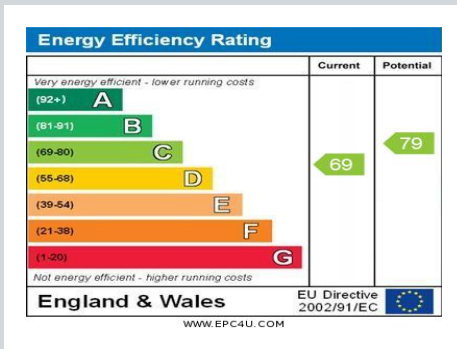 Energy Efficiency Rating
Current Potential
Very energy efficient - lower running costs
(92+) A
(81-91) B
(69-80) C
(55-68) D
(39-54) E
(21-38) F
(1-20) G
69
79
Not energy efficient - higher running costs
England & Wales
EU Directive
2002/91/EC
WWW.EPC4U.COM